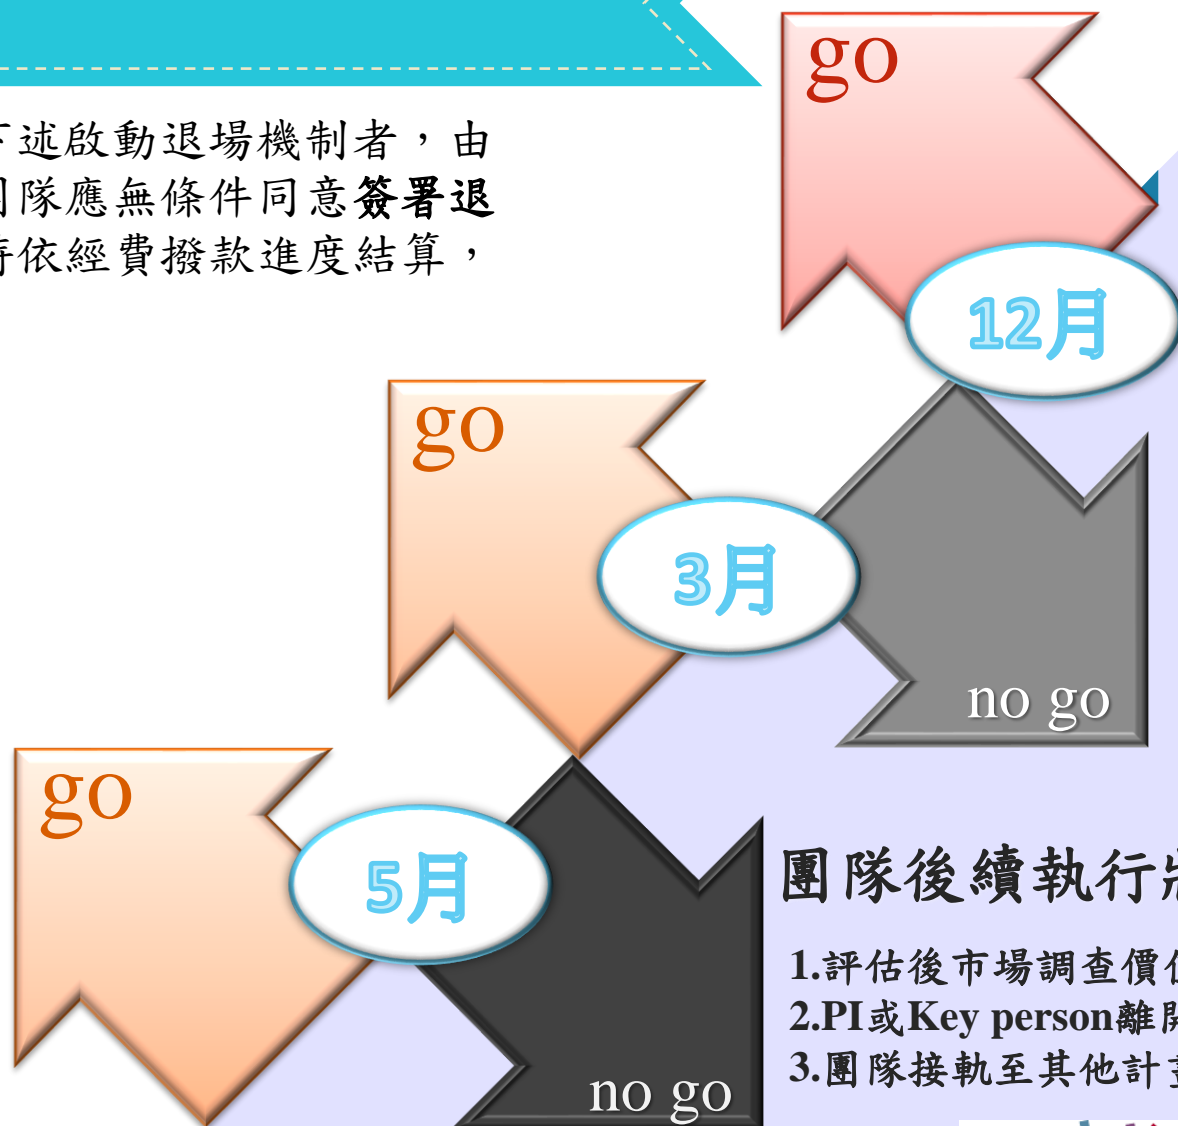 下述啟動退場機制者，由
團隊應無條件同意簽署退
依經費撥款進度結算，
go
12月
go
3月
no go
go
5月
no go
團隊後續執行
1.評估後市場調查價
2.PI或Key person離開
3.團隊接軌至其他計畫